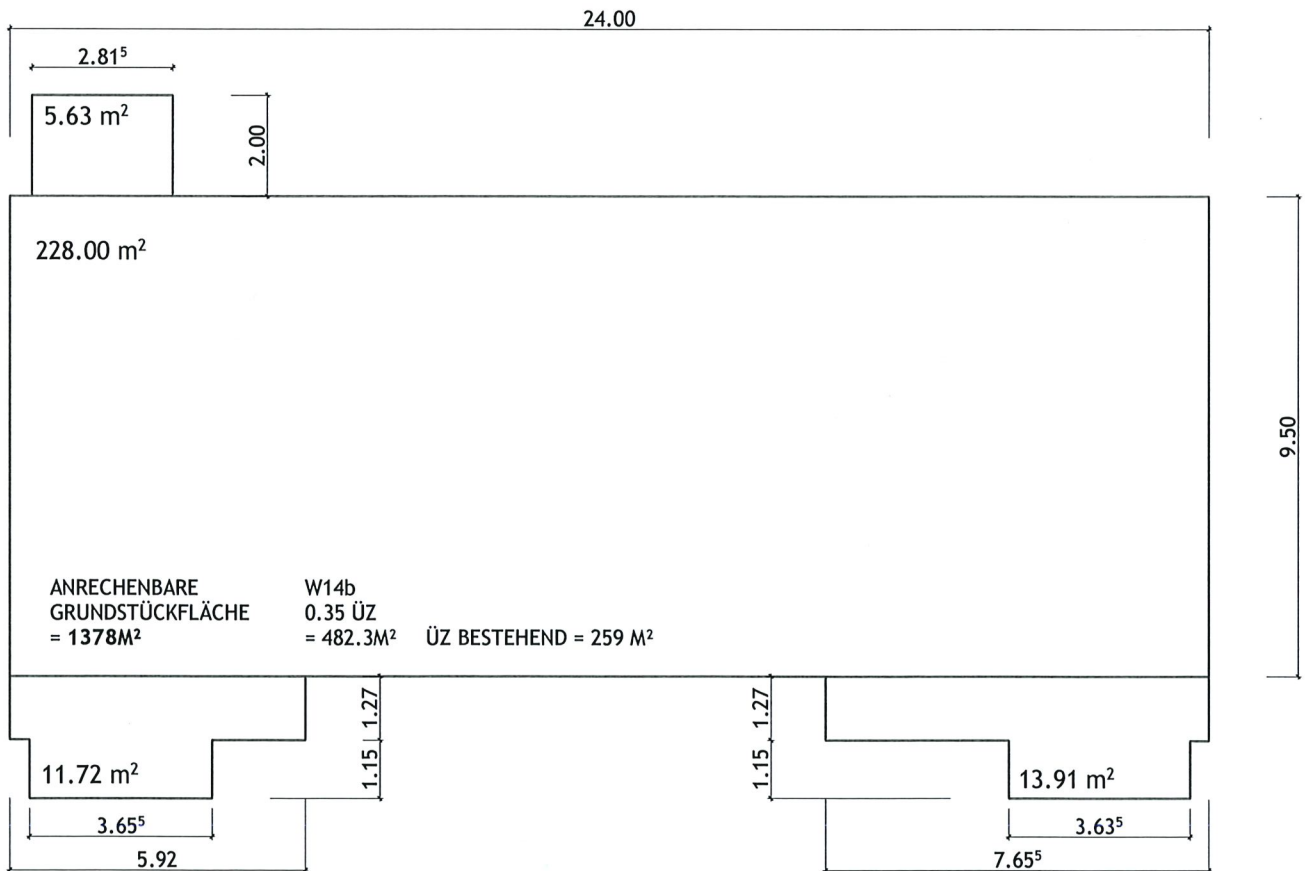 24.00
2.81⁵
5.63 m²
2.00
228.00 m²
9.50
ANRECHENBARE
GRUNDSTÜCKFLÄCHE
= 1378M²
W14b
0.35 ÜZ
= 482.3M²
ÜZ BESTEHEND = 259 M²
1.27
1.15
1.27
1.15
11.72 m²
13.91 m²
3.65⁵
3.63⁵
5.92
7.65⁵